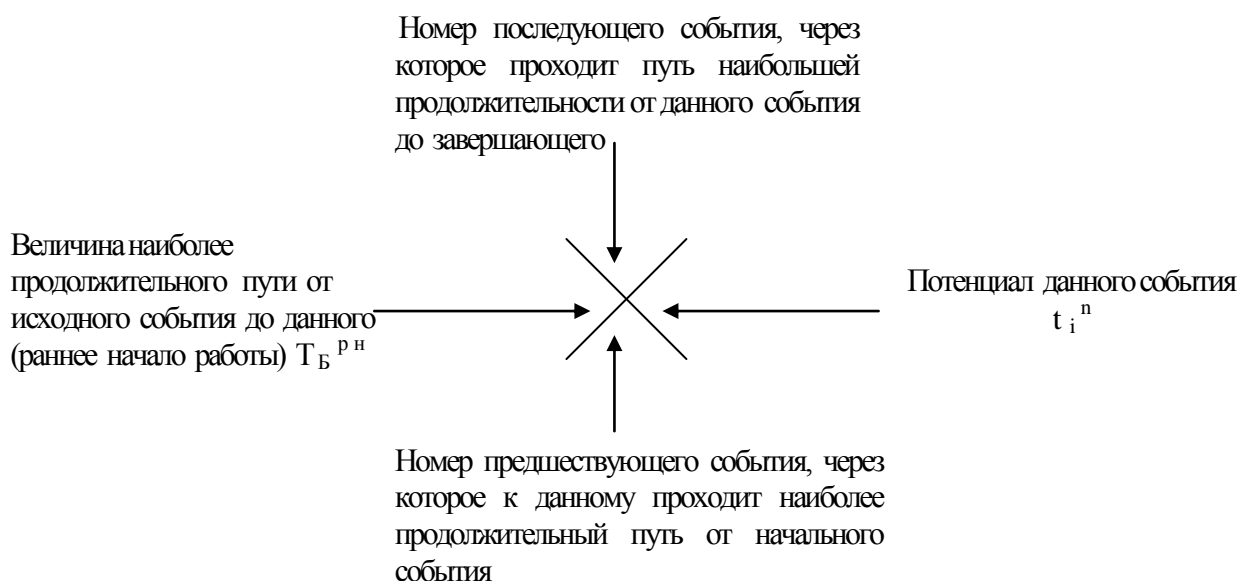 Номер последующего события, через
которое проходит путь наибольшей
продолжительности от данного события
до завершающего
Величина наиболее
продолжительного пути от
исходного события до данного
(раннее начало работы) Т Б р н
Потенциал данного события
t i n
Номер предшествующего события, через
которое к данному проходит наиболее
продолжительный путь от начального
события